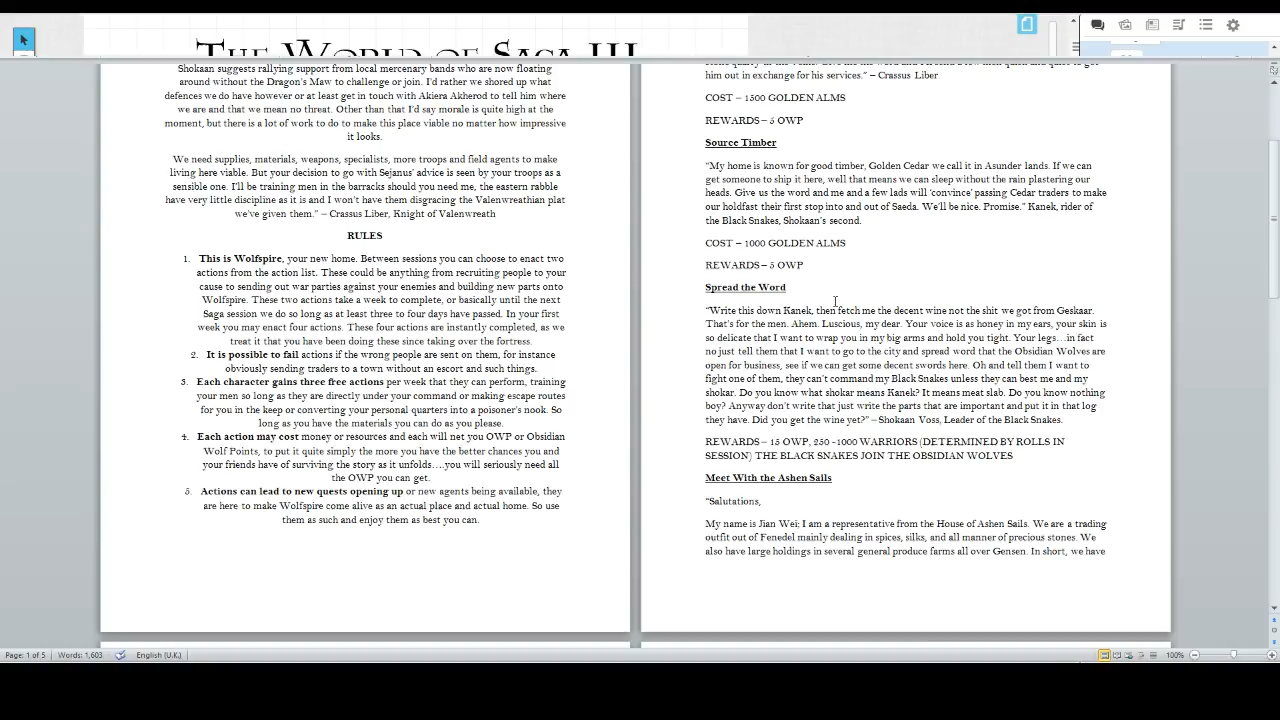 THE WORLD OF SAGA III
Shokaan suggests rallying support from local mercenary bands who are now floating
around without the Dragon's Maw to challenge or join. I'd rather we shored up what
defences we do have however or at least get in touch with Akiera Akherod to tell him where
we are and that we mean no threat. Other than that I'd say morale is quite high at the
moment, but there is a lot of work to do to make this place viable no matter how impressive
it looks.
We need supplies, materials, weapons, specialists, more troops and field agents to make
living here viable. But your decision to go with Sejanus' advice is seen by your troops as a
sensible one. I'll be training men in the barracks should you need me, the eastern rabble
have very little discipline as it is and I won't have them disgracing the Valenwreathian plat
we've given them." – Crassus Liber, Knight of Valenwreath
RULES
1. This is Wolfspire, your new home. Between sessions you can choose to enact two
actions from the action list. These could be anything from recruiting people to your
cause to sending out war parties against your enemies and building new parts onto
Wolfspire. These two actions take a week to complete, or basically until the next
Saga session we do so long as at least three to four days have passed. In your first
week you may enact four actions. These four actions are instantly completed, as we
treat it that you have been doing these since taking over the fortress.
2. It is possible to fail actions if the wrong people are sent on them, for instance
obviously sending traders to a town without an escort and such things.
3. Each character gains three free actions per week that they can perform, training
your men so long as they are directly under your command or making escape routes
for you in the keep or converting your personal quarters into a poisoner's nook. So
long as you have the materials you can do as you please.
4. Each action may cost money or resources and each will net you OWP or Obsidian
Wolf Points, to put it quite simply the more you have the better chances you and
your friends have of surviving the story as it unfolds….you will seriously need all
the OWP you can get.
5. Actions can lead to new quests opening up or new agents being available, they
are here to make Wolfspire come alive as an actual place and actual home. So use
them as such and enjoy them as best you can.
him out in exchange for his services." – Crassus Liber.
COST – 1500 GOLDEN ALMS
REWARDS – 5 OWP
Source Timber
"My home is known for good timber, Golden Cedar we call it in Asunder lands. If we can
get someone to ship it here, well that means we can sleep without the rain plastering our
heads. Give us the word and me and a few lads will 'convince' passing Cedar traders to make
our holdfast their first stop into and out of Saeda. We'll be nice. Promise." Kanek, rider of
the Black Snakes, Shokaan's second.
COST – 1000 GOLDEN ALMS
REWARDS – 5 OWP
Spread the Word
"Write this down Kanek, then fetch me the decent wine not the shit we got from Geskaar.
That's for the men. Ahem. Luscious, my dear. Your voice is as honey in my ears, your skin is
so delicate that I want to wrap you in my big arms and hold you tight. Your legs…in fact
no just tell them that I want to go to the city and spread word that the Obsidian Wolves are
open for business, see if we can get some decent swords here. Oh and tell them I want to
fight one of them, they can't command my Black Snakes unless they can best me and my
shokar. Do you know what shokar means Kanek? It means meat slab. Do you know nothing
boy? Anyway don't write that just write the parts that are important and put it in that log
they have. Did you get the wine yet?" – Shokaan Voss, Leader of the Black Snakes.
REWARDS – 15 OWP, 250 -1000 WARRIORS (DETERMINED BY ROLLS IN
SESSION) THE BLACK SNAKES JOIN THE OBSIDIAN WOLVES
Meet With the Ashen Sails
"Salutations,
My name is Jian Wei; I am a representative from the House of Ashen Sails. We are a trading
outfit out of Fenedel mainly dealing in spices, silks, and all manner of precious stones. We
also have large holdings in several general produce farms all over Gensen. In short, we have
Page: 1 of 5 Words: 1,603 English (U.K.) 100%